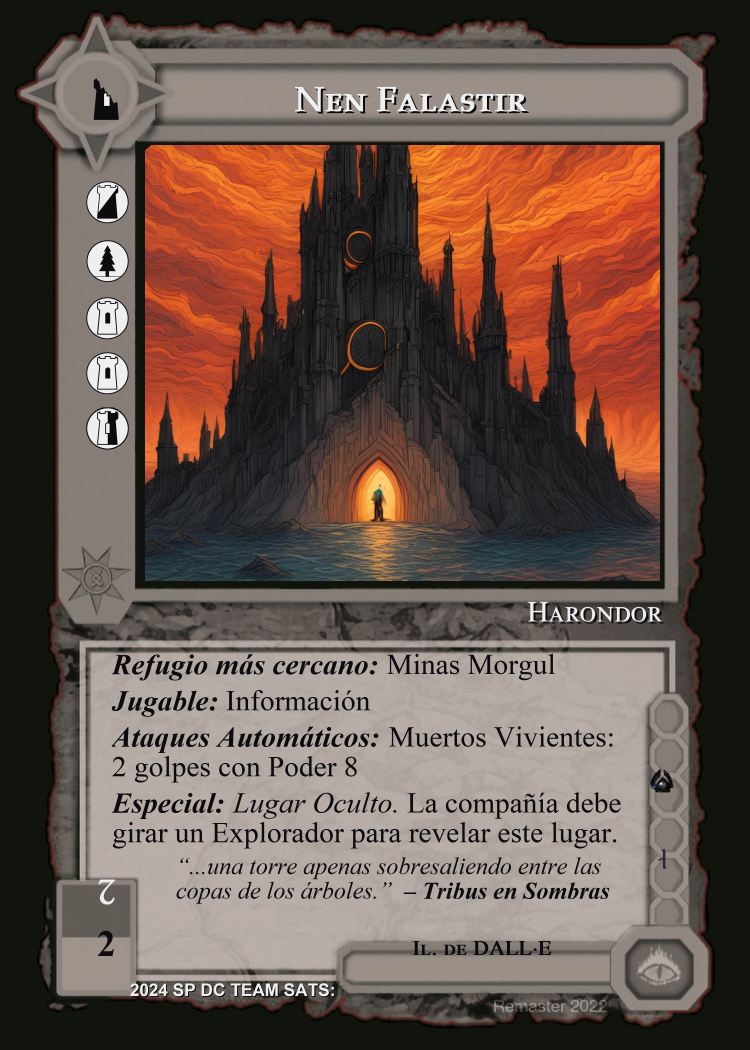 Nen Falastir
Harondor
Refugio más cercano: Minas Morgul
Jugable: Información
Ataques Automáticos: Muertos Vivientes:
2 golpes con Poder 8
Especial: Lugar Oculto. La compañía debe
girar un Explorador para revelar este lugar.
“...una torre apenas sobresaliendo entre las
copas de los árboles.” – Tribus en Sombras
2
2
Il. de DALL·E
2024 SP DC TEAM SATS:
Remaster 2022